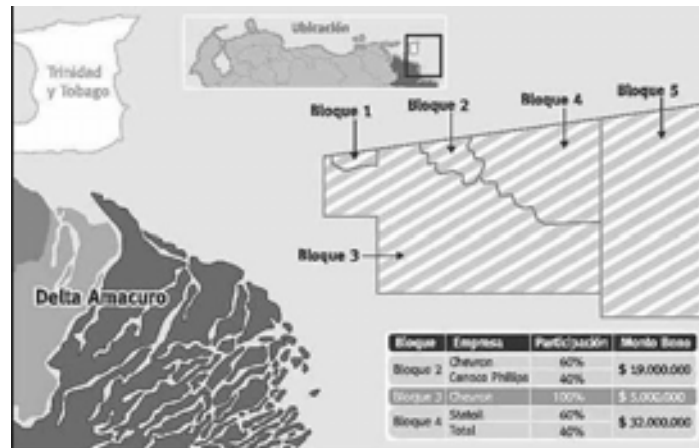 Ubicación
Trinidad
y Tobago
Bloque 1
Bloque 2
Bloque 4
Bloque 5
Bloque 3
Delta Amacuro
Bloque Empresa Participación Monto Bono
Bloque 2 Chevron 60% $ 19.000.000
Conoco Phillips 40%
Bloque 3 Chevron 100% $ 5.000.000
Bloque 4 Statoil 60% $ 32.000.000
Total 40%